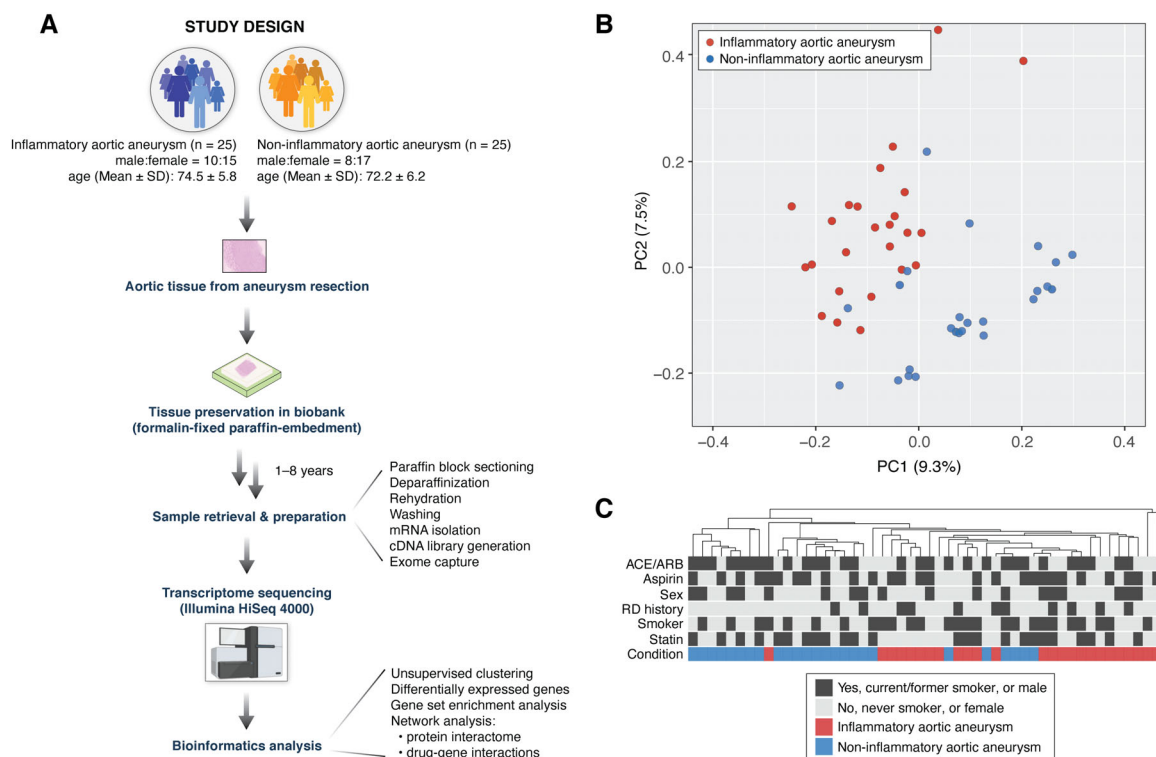 A
STUDY DESIGN
Inflammatory aortic aneurysm (n = 25)
male:female = 10:15
age (Mean ± SD): 74.5 ± 5.8
Non-inflammatory aortic aneurysm (n = 25)
male:female = 8:17
age (Mean ± SD): 72.2 ± 6.2
Aortic tissue from aneurysm resection
Tissue preservation in biobank
(formalin-fixed paraffin-embedment)
1–8 years
Sample retrieval & preparation
Paraffin block sectioning
Deparaffinization
Rehydration
Washing
mRNA isolation
cDNA library generation
Exome capture
Transcriptome sequencing
(Illumina HiSeq 4000)
Bioinformatics analysis
Unsupervised clustering
Differentially expressed genes
Gene set enrichment analysis
Network analysis:
• protein interactome
• drug-gene interactions
B
Inflammatory aortic aneurysm
Non-inflammatory aortic aneurysm
PC2 (7.5%)
0.4
0.2
0.0
−0.2
−0.4
−0.2
0.0
0.2
0.4
PC1 (9.3%)
C
ACE/ARB
Aspirin
Sex
RD history
Smoker
Statin
Condition
Yes, current/former smoker, or male
No, never smoker, or female
Inflammatory aortic aneurysm
Non-inflammatory aortic aneurysm